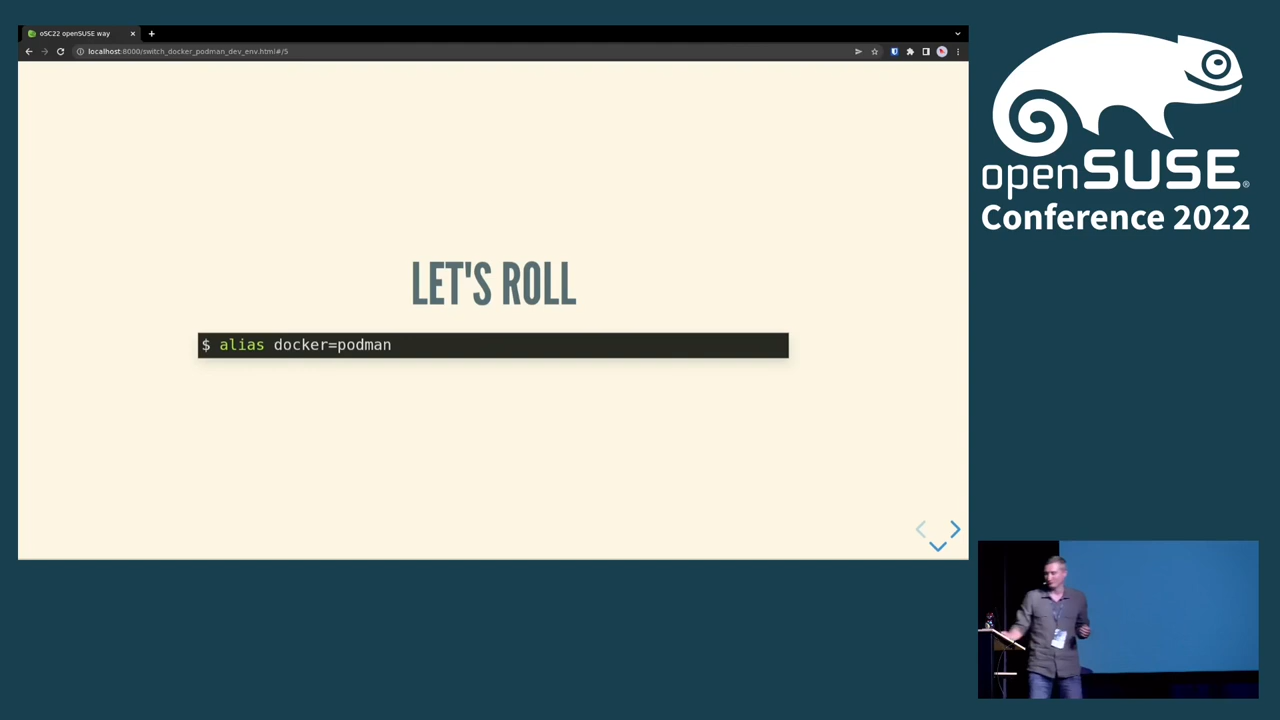 oSC22 openSUSE way
localhost:8000/switch_docker_podman_dev_env.html#/5
LET'S ROLL
$ alias docker=podman
openSUSE®
Conference 2022